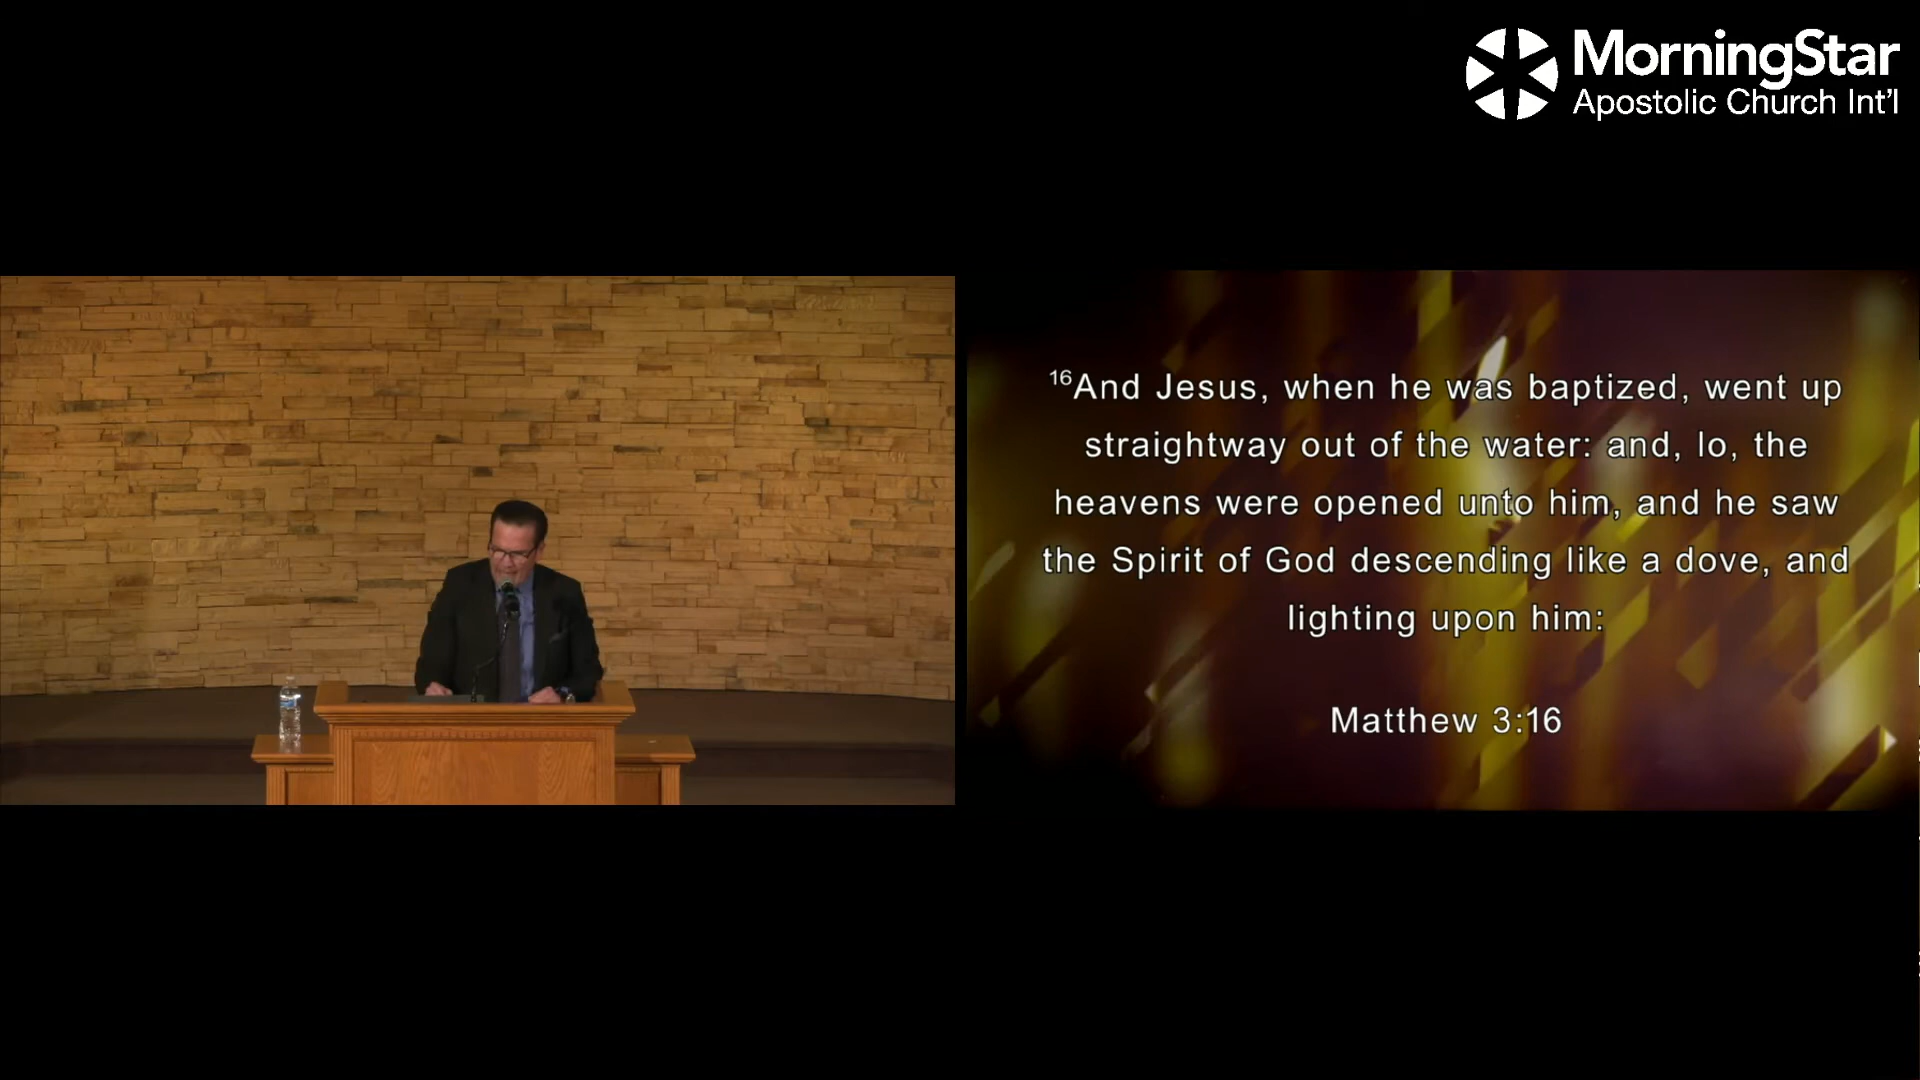 MorningStar
Apostolic Church Int'l
16And Jesus, when he was baptized, went up
straightway out of the water: and, lo, the
heavens were opened unto him, and he saw
the Spirit of God descending like a dove, and
lighting upon him:
Matthew 3:16